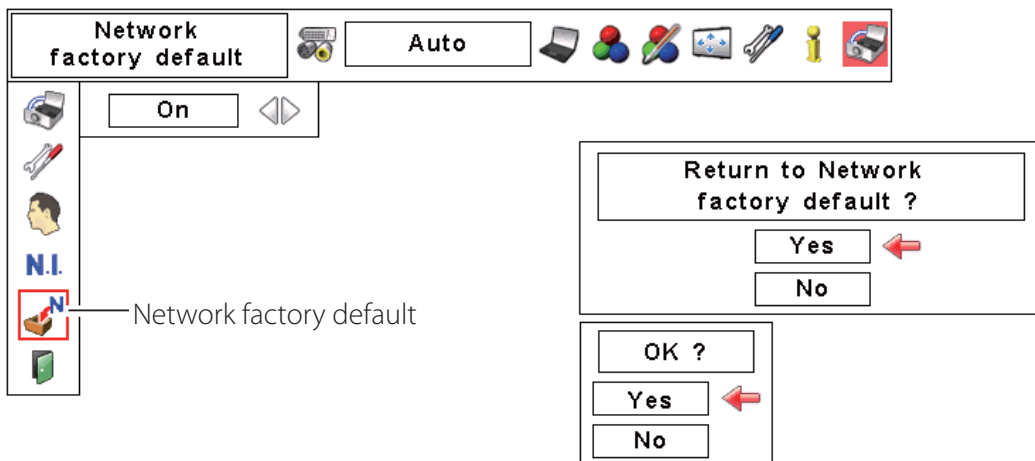 Network
factory default
Auto
On
Return to Network
factory default ?
Yes
No
N.I.
N
Network factory default
OK ?
Yes
No